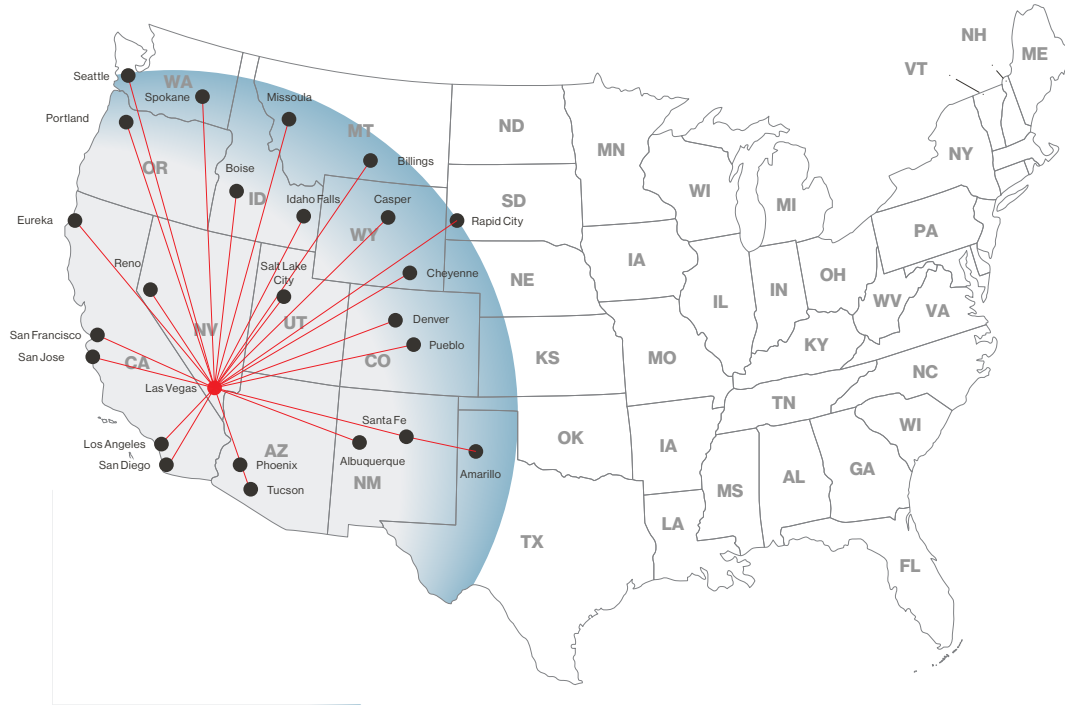 NH
ME
VT
Seattle
WA
Spokane
Missoula
Portland
MT
ND
MN
NY
Billings
OR
Boise
ID
Idaho Falls
Casper
SD
WI
MI
Eureka
Rapid City
WY
PA
Reno
Salt Lake
City
Cheyenne
NE
IA
IL
IN
OH
WV
VA
San Francisco
NV
UT
Denver
Pueblo
San Jose
CA
CO
KS
MO
KY
NC
Las Vegas
TN
Santa Fe
WI
Los Angeles
AZ
OK
IA
San Diego
Phoenix
Albuquerque
Amarillo
GA
Tucson
NM
MS
AL
LA
TX
FL